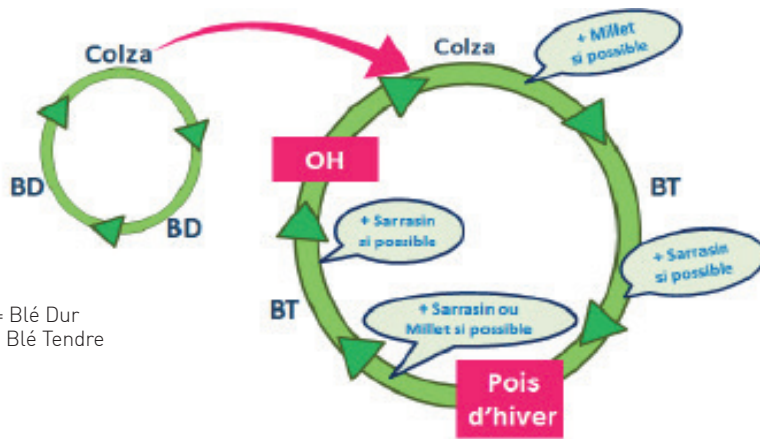 Colza
BD
BD
= Blé Dur
Blé Tendre
Colza
+ Millet
si possible
BT
+ Sarrasin
si possible
Pois
d'hiver
+ Sarrasin ou
Millet si possible
BT
+ Sarrasin
si possible
OH